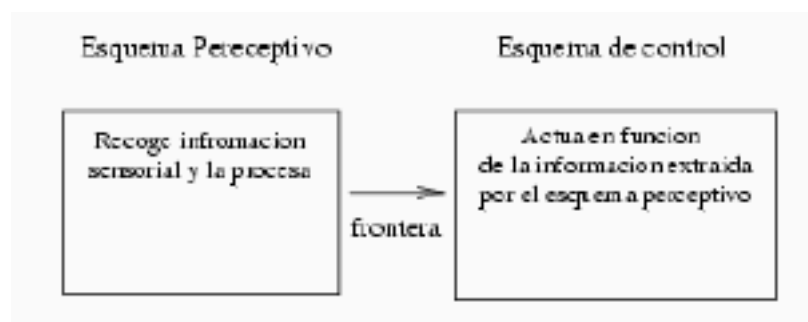 Esquema Pereceptivo
Esquema de control
Recoge infromacion
sensorial y la procesa
frontera
Actua en funcion
de la informacion extraida
por el esquema perceptivo